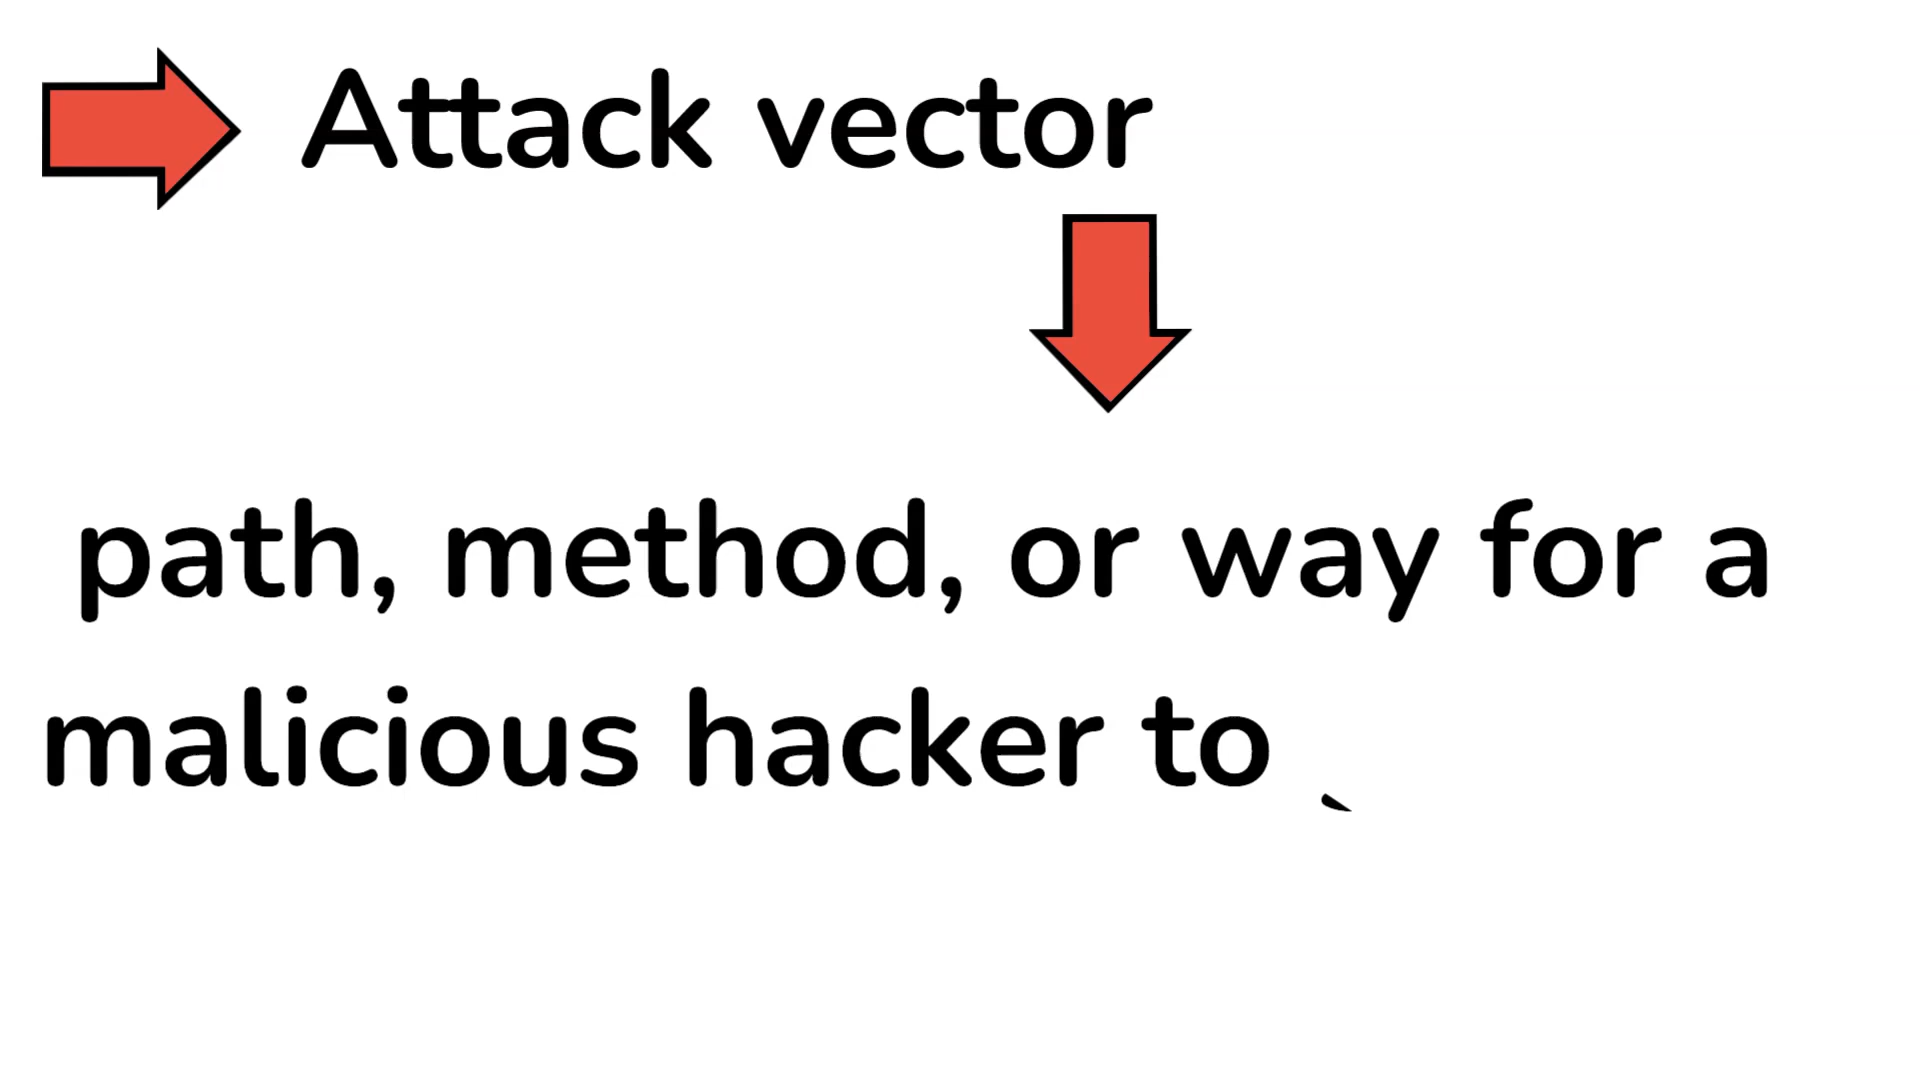 Attack vector
path, method, or way for a
malicious hacker to